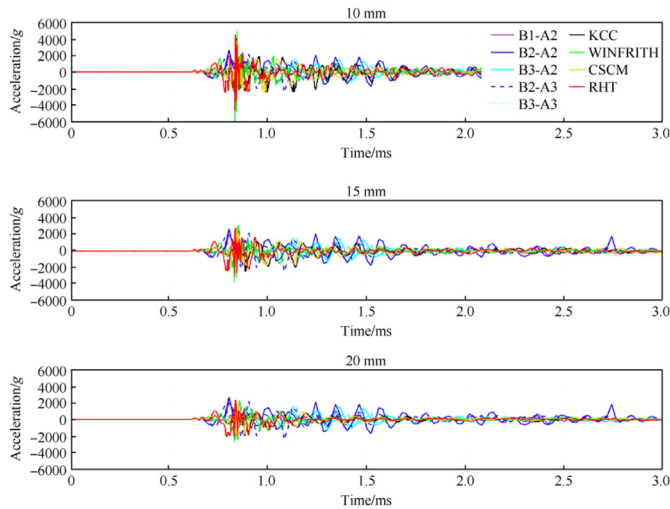 10 mm
6000
4000
2000
0
−2000
−4000
−6000
Acceleration/g
B1-A2
B2-A2
B3-A2
B2-A3
B3-A3
KCC
WINFRITH
CSCM
RHT
0 0.5 1.0 1.5 2.0 2.5 3.0
Time/ms
15 mm
6000
4000
2000
0
−2000
−4000
−6000
Acceleration/g
0 0.5 1.0 1.5 2.0 2.5 3.0
Time/ms
20 mm
6000
4000
2000
0
−2000
−4000
−6000
Acceleration/g
0 0.5 1.0 1.5 2.0 2.5 3.0
Time/ms